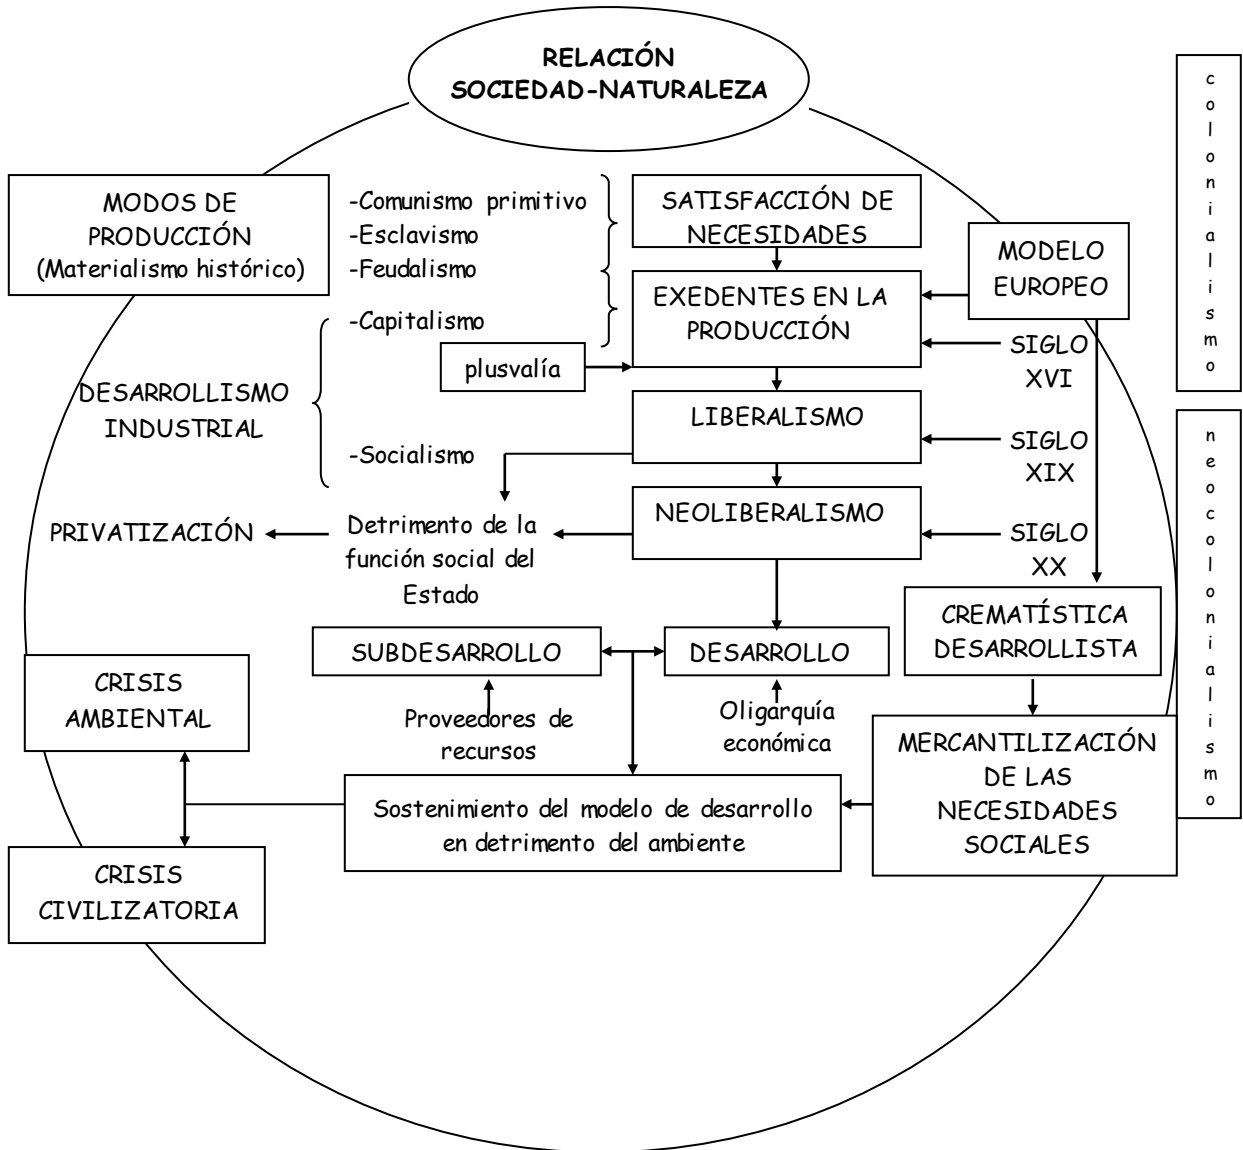 RELACIÓN
SOCIEDAD-NATURALEZA
MODOS DE
PRODUCCIÓN
(Materialismo histórico)
-Comunismo primitivo
-Esclavismo
-Feudalismo
-Capitalismo
-Socialismo
DESARROLLISMO
INDUSTRIAL
SATISFACCIÓN DE
NECESIDADES
EXEDENTES EN LA
PRODUCCIÓN
plusvalía
LIBERALISMO
NEOLIBERALISMO
MODELO
EUROPEO
SIGLO
XVI
SIGLO
XIX
SIGLO
XX
colonialismo
neocolonialismo
PRIVATIZACIÓN
Detrimento de la
función social del
Estado
SUBDESARROLLO
DESARROLLO
CREMATÍSTICA
DESARROLLISTA
Proveedores de
recursos
Oligarquía
económica
CRISIS
AMBIENTAL
MERCANTILIZACIÓN
DE LAS
NECESIDADES
SOCIALES
Sostenimiento del modelo de desarrollo
en detrimento del ambiente
CRISIS
CIVILIZATORIA